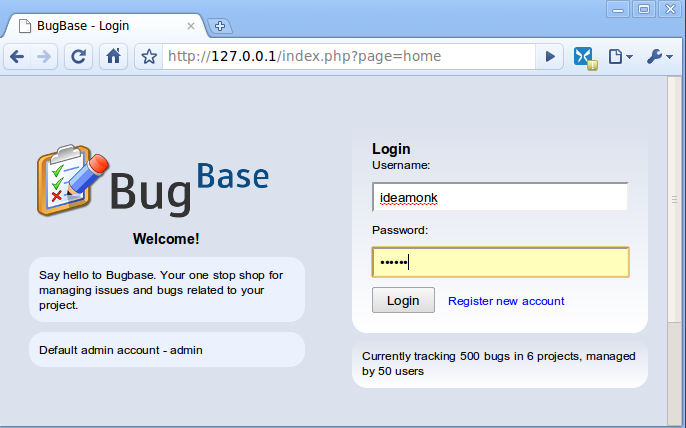 BugBase - Login
http://127.0.0.1/index.php?page=home
BugBase
Welcome!
Say hello to Bugbase. Your one stop shop for
managing issues and bugs related to your
project.
Default admin account - admin
Login
Username:
ideamonk
Password:
••••••
Login
Register new account
Currently tracking 500 bugs in 6 projects, managed
by 50 users